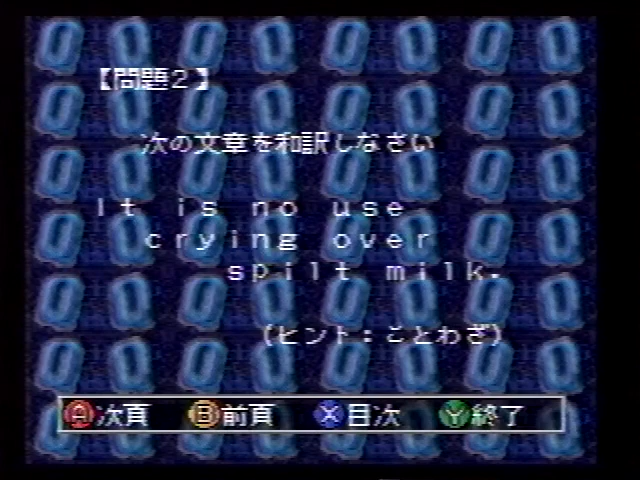 【問題2】
次の文章を和訳しなさい
It is no use
crying over
spilt milk.
(ヒント:ことわざ)
A次頁 B前頁 X目次 Y終了